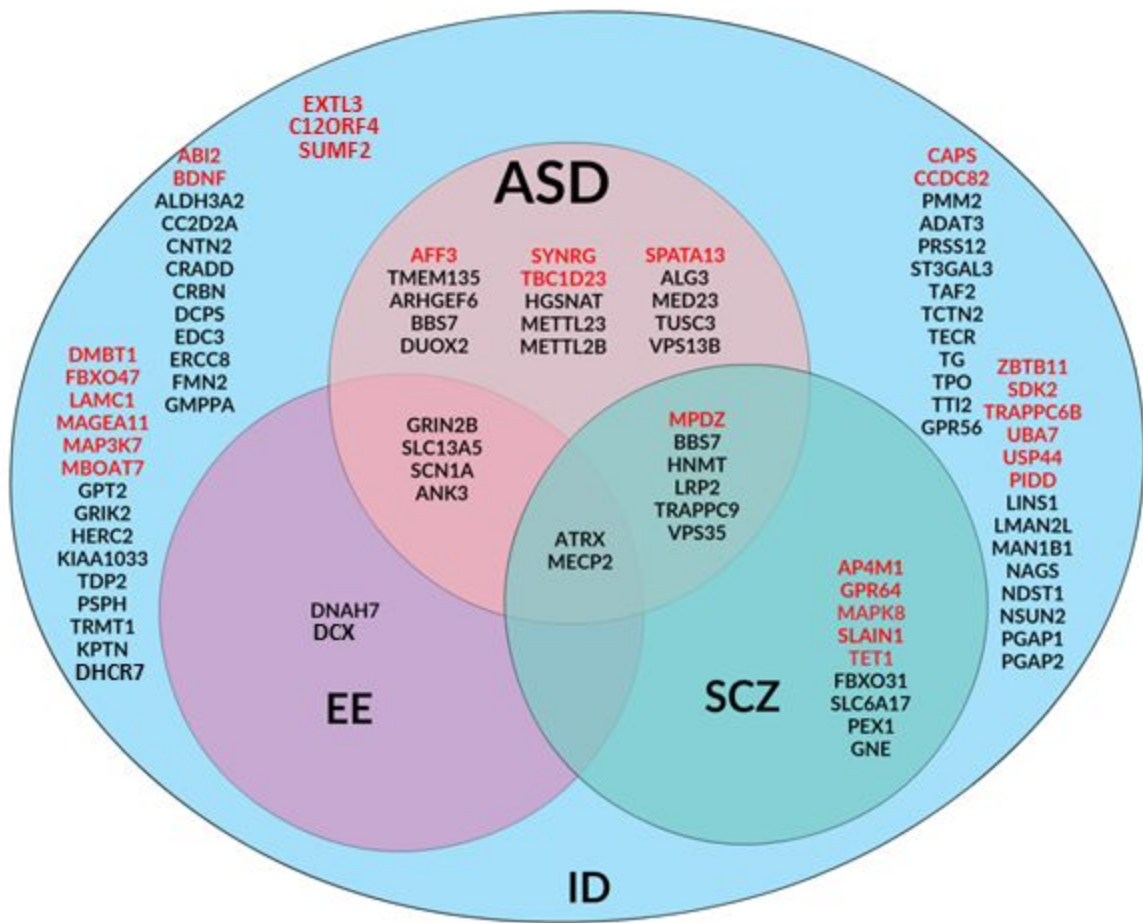 EXTL3
C12ORF4
SUMF2
ABI2
BDNF
ALDH3A2
CC2D2A
CNTN2
CRADD
CRBN
DCPS
EDC3
ERCC8
FMN2
GMPPA
DMBT1
FBXO47
LAMC1
MAGEA11
MAP3K7
MBOAT7
GPT2
GRIK2
HERC2
KIAA1033
TDP2
PSPH
TRMT1
KPTN
DHCR7
ASD
AFF3
TMEM135
ARHGEF6
BBS7
DUOX2
SYNRG
TBC1D23
HGSNAT
METTL23
METTL2B
SPATA13
ALG3
MED23
TUSC3
VPS13B
GRIN2B
SLC13A5
SCN1A
ANK3
MPDZ
BBS7
HNMT
LRP2
TRAPPC9
VPS35
ATRX
MECP2
DNAH7
DCX
EE
SCZ
AP4M1
GPR64
MAPK8
SLAIN1
TET1
FBXO31
SLC6A17
PEX1
GNE
CAPS
CCDC82
PMM2
ADAT3
PRSS12
ST3GAL3
TAF2
TCTN2
TECR
TG
TPO
TTI2
GPR56
ZBTB11
SDK2
TRAPPC6B
UBA7
USP44
PIDD
LINS1
LMAN2L
MAN1B1
NAGS
NDST1
NSUN2
PGAP1
PGAP2
ID